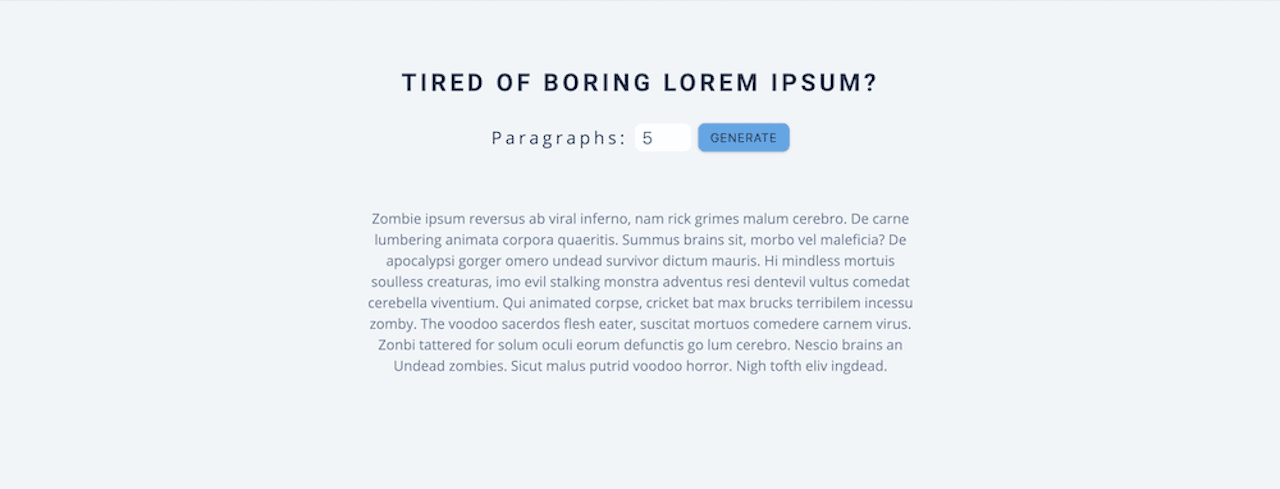 TIRED OF BORING LOREM IPSUM?
Paragraphs: 5 GENERATE
Zombie ipsum reversus ab viral inferno, nam rick grimes malum cerebro. De carne
lumbering animata corpora quaeritis. Summus brains sit, morbo vel maleficia? De
apocalypsi gorger omero undead survivor dictum mauris. Hi mindless mortuis
soulless creaturas, imo evil stalking monstra adventus resi dentevil vultus comedat
cerebella viventium. Qui animated corpse, cricket bat max brucks terribilem incessu
zomby. The voodoo sacerdos flesh eater, suscitat mortuos comedere carnem virus.
Zonbi tattered for solum oculi eorum defunctis go lum cerebro. Nescio brains an
Undead zombies. Sicut malus putrid voodoo horror. Nigh tofth eliv ingdead.